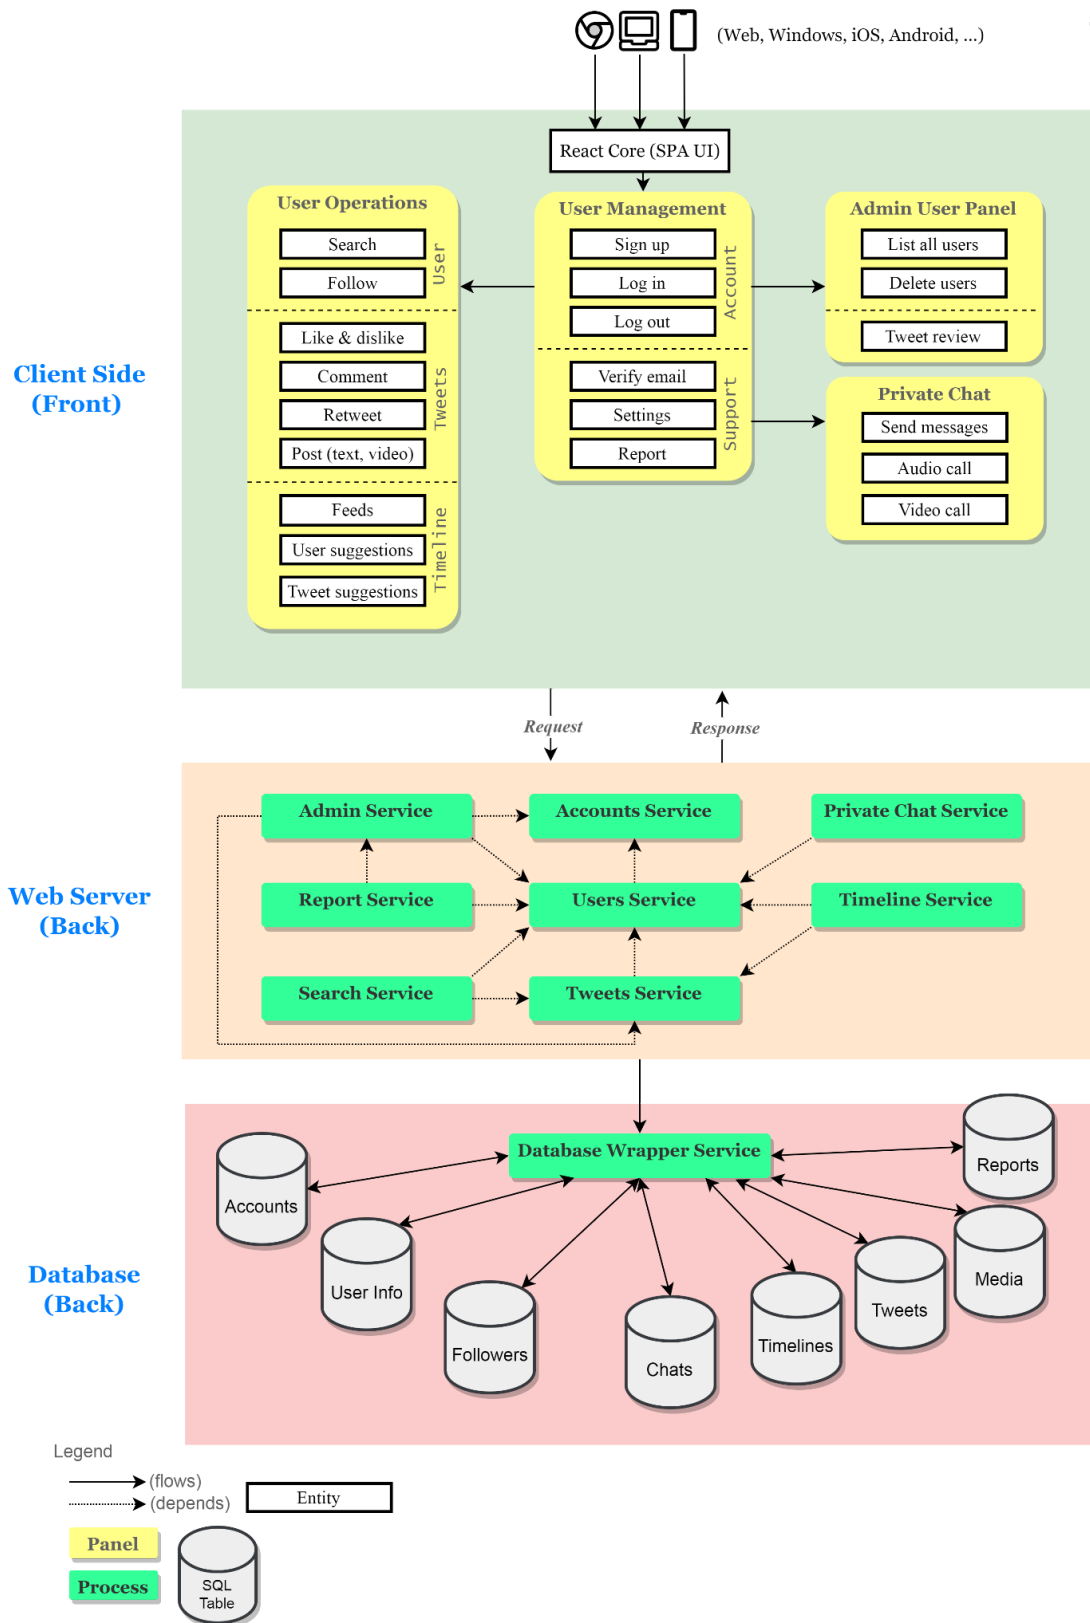 (Web, Windows, iOS, Android, ...)
React Core (SPA UI)
User Operations
Search
Follow
User
Like & dislike
Comment
Retweet
Post (text, video)
Tweets
Feeds
User suggestions
Tweet suggestions
Timeline
User Management
Sign up
Log in
Log out
Account
Verify email
Settings
Report
Support
Admin User Panel
List all users
Delete users
Tweet review
Private Chat
Send messages
Audio call
Video call
Client Side
(Front)
Request
Response
Web Server
(Back)
Admin Service
Accounts Service
Private Chat Service
Report Service
Users Service
Timeline Service
Search Service
Tweets Service
Database
(Back)
Database Wrapper Service
Accounts
User Info
Followers
Chats
Timelines
Tweets
Media
Reports
Legend
(flows)
(depends)
Entity
Panel
Process
SQL
Table